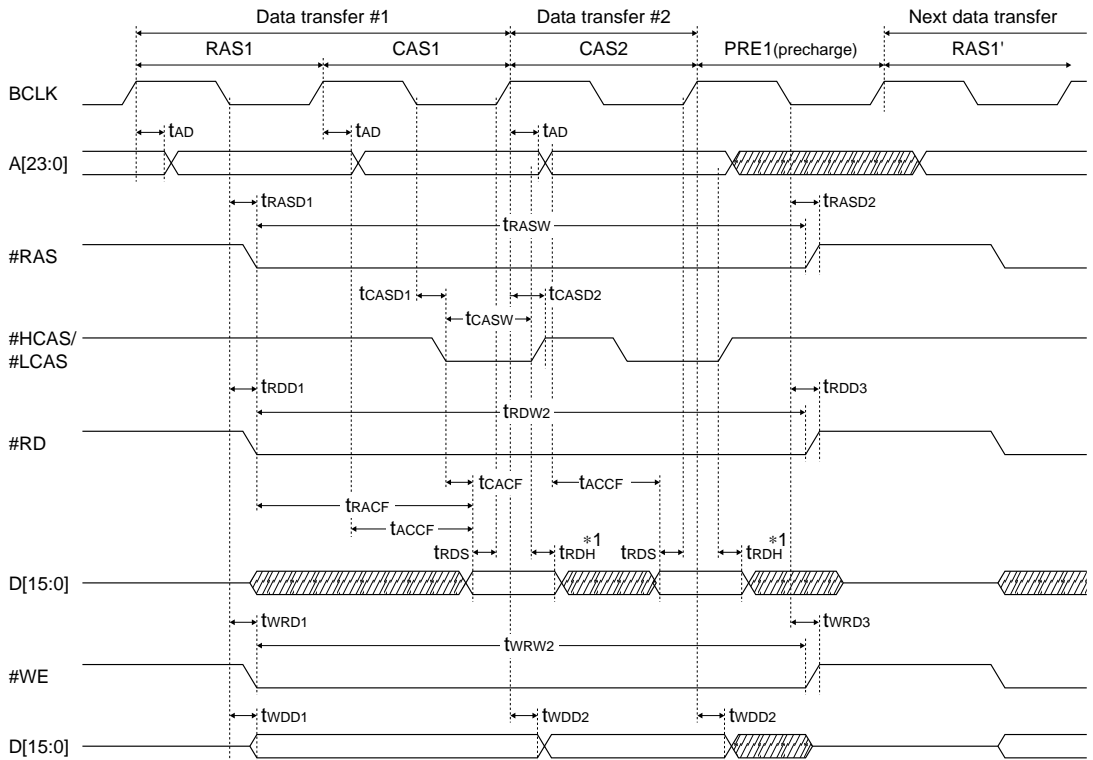 Data transfer #1 Data transfer #2 Next data transfer
RAS1 CAS1 CAS2 PRE1(precharge) RAS1'
BCLK
tAD tAD tAD
A[23:0]
tRASD1 tRASD2
tRASW
#RAS
tCASD1 tCASD2
tCASW
#HCAS/
#LCAS
tRDD1 tRDD3
tRDW2
#RD
tCACF tACCF
tRACF
tACCF
tRDS tRDH*1 tRDS tRDH*1
D[15:0]
tWRD1 tWRD3
tWRW2
#WE
tWDD1 tWDD2 tWDD2
D[15:0]